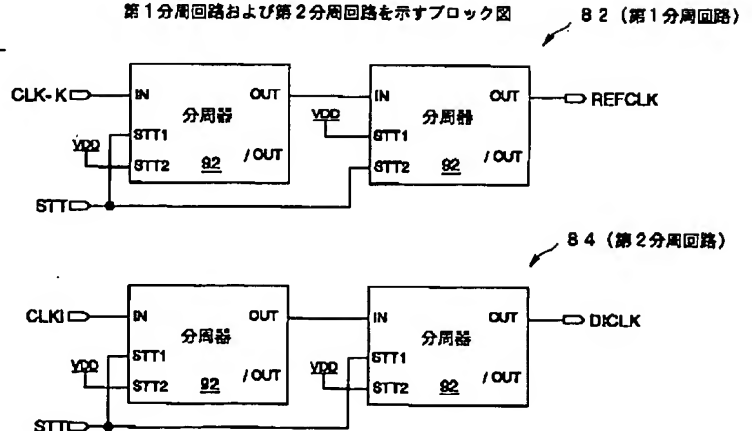 第1分周回路および第2分周回路を示すブロック図
82（第1分周回路）
CLK-K
IN
OUT
分周器
VDD
STT1
STT2
92
/OUT
STT
IN
OUT
REFCLK
分周器
VDD
STT1
STT2
92
/OUT
84（第2分周回路）
CLKI
IN
OUT
分周器
VDD
STT1
STT2
92
/OUT
STT
IN
OUT
DICLK
分周器
VDD
STT1
STT2
92
/OUT